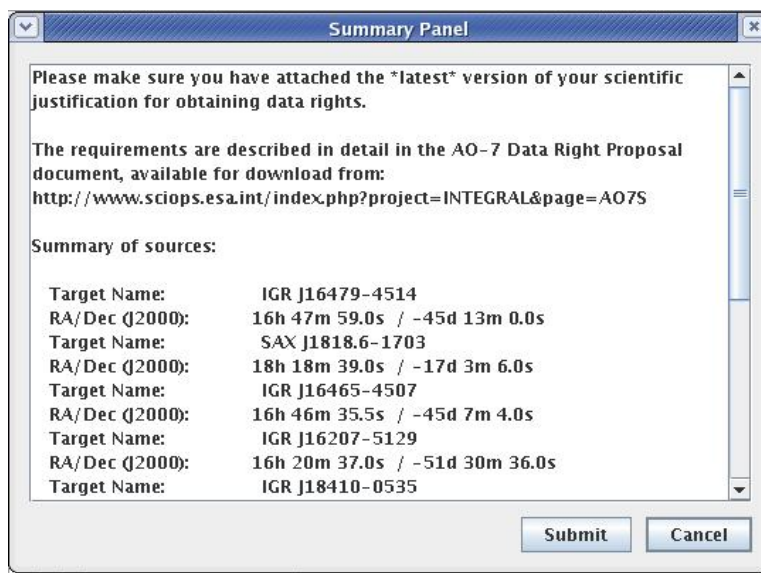 Summary Panel
Please make sure you have attached the *latest* version of your scientific
justification for obtaining data rights.
The requirements are described in detail in the AO-7 Data Right Proposal
document, available for download from:
http://www.sciops.esa.int/index.php?project=INTEGRAL&page=AO7S
Summary of sources:
Target Name: IGR J16479-4514
RA/Dec (J2000): 16h 47m 59.0s / -45d 13m 0.0s
Target Name: SAX J1818.6-1703
RA/Dec (J2000): 18h 18m 39.0s / -17d 3m 6.0s
Target Name: IGR J16465-4507
RA/Dec (J2000): 16h 46m 35.5s / -45d 7m 4.0s
Target Name: IGR J16207-5129
RA/Dec (J2000): 16h 20m 37.0s / -51d 30m 36.0s
Target Name: IGR J18410-0535
Submit Cancel